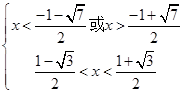 { x < (-1-√7)/2 或 x > (-1+√7)/2
(1-√3)/2 < x < (1+√3)/2